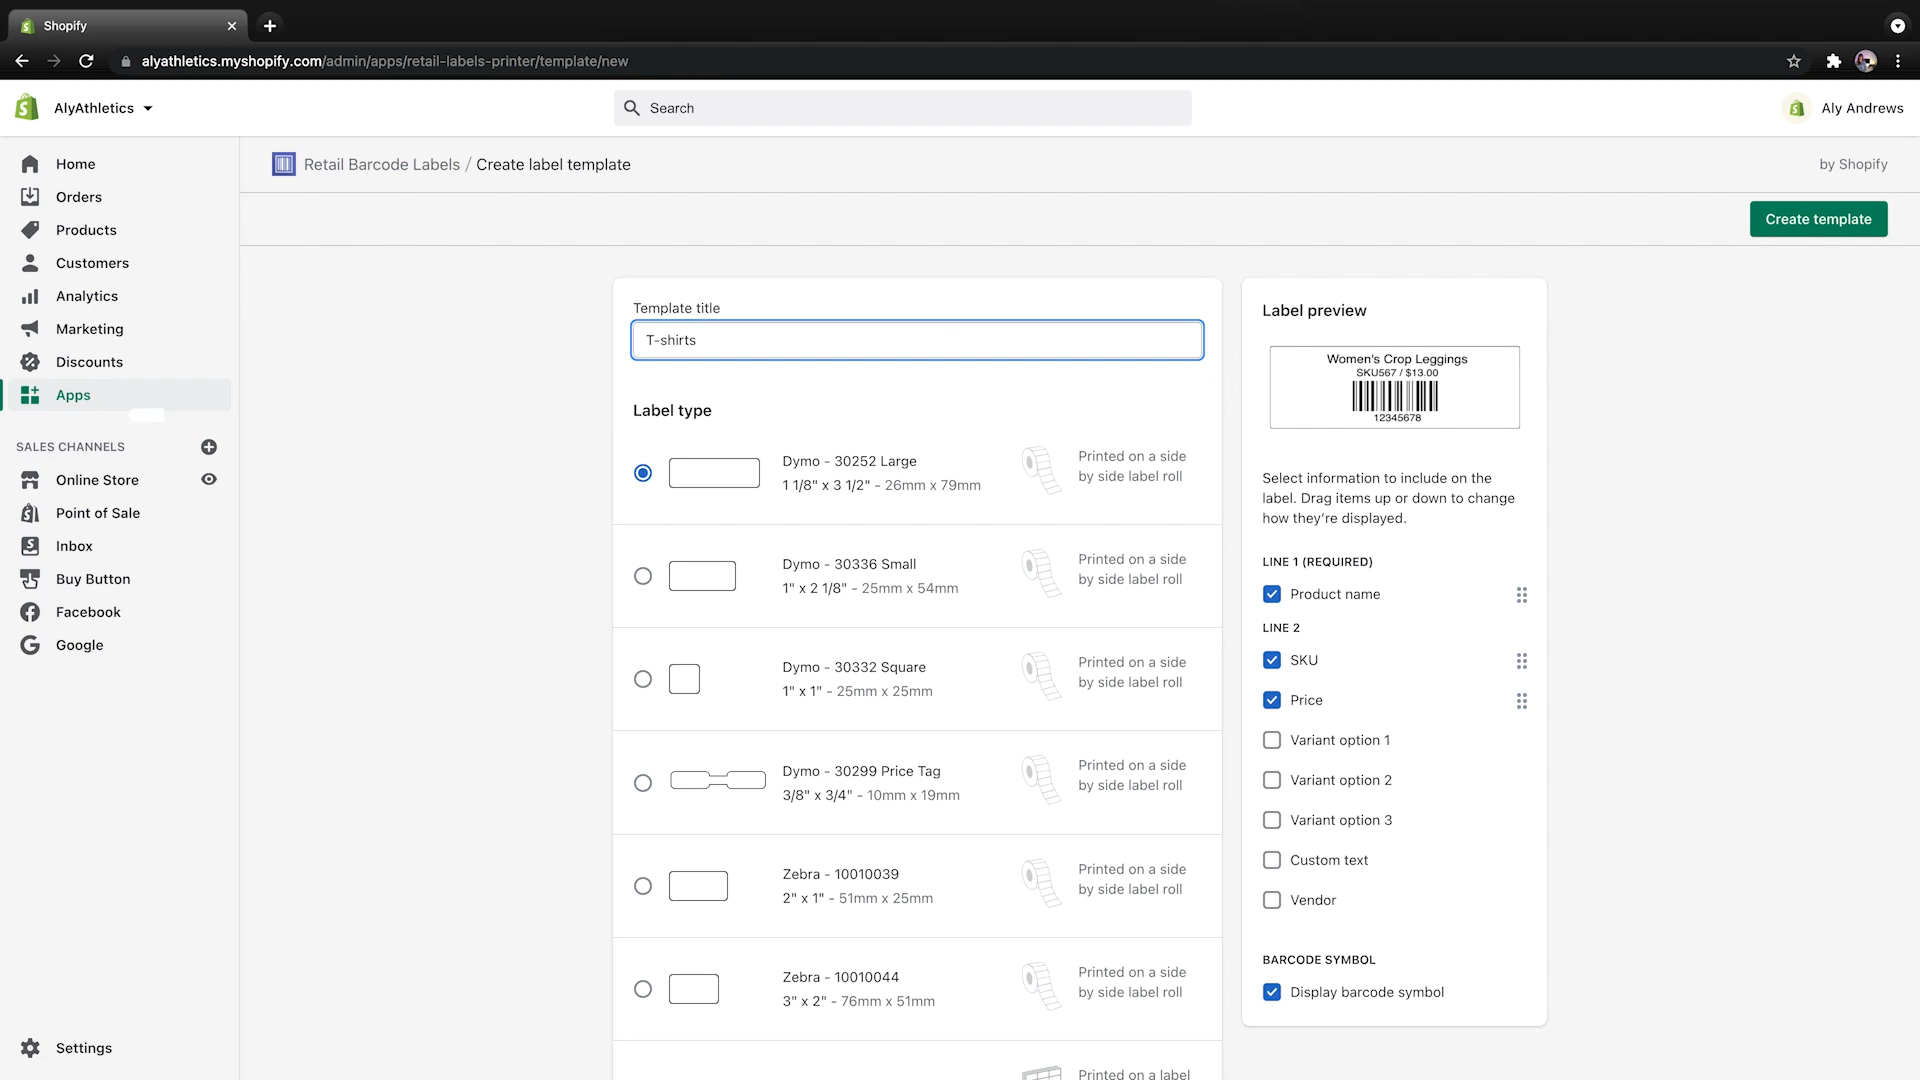 Shopify
alyathletics.myshopify.com/admin/apps/retail-labels-printer/template/new
AlyAthletics
Search
Aly Andrews
Home
Orders
Products
Customers
Analytics
Marketing
Discounts
Apps
SALES CHANNELS
Online Store
Point of Sale
Inbox
Buy Button
Facebook
Google
Settings
Retail Barcode Labels / Create label template
by Shopify
Create template
Template title
T-shirts
Label type
Dymo - 30252 Large
1 1/8" x 3 1/2" - 26mm x 79mm
Printed on a side
by side label roll
Dymo - 30336 Small
1" x 2 1/8" - 25mm x 54mm
Printed on a side
by side label roll
Dymo - 30332 Square
1" x 1" - 25mm x 25mm
Printed on a side
by side label roll
Dymo - 30299 Price Tag
3/8" x 3/4" - 10mm x 19mm
Printed on a side
by side label roll
Zebra - 10010039
2" x 1" - 51mm x 25mm
Printed on a side
by side label roll
Zebra - 10010044
3" x 2" - 76mm x 51mm
Printed on a side
by side label roll
Printed on a label
Label preview
Women's Crop Leggings
SKU567 / $13.00
12345678
Select information to include on the
label. Drag items up or down to change
how they're displayed.
LINE 1 (REQUIRED)
Product name
LINE 2
SKU
Price
Variant option 1
Variant option 2
Variant option 3
Custom text
Vendor
BARCODE SYMBOL
Display barcode symbol